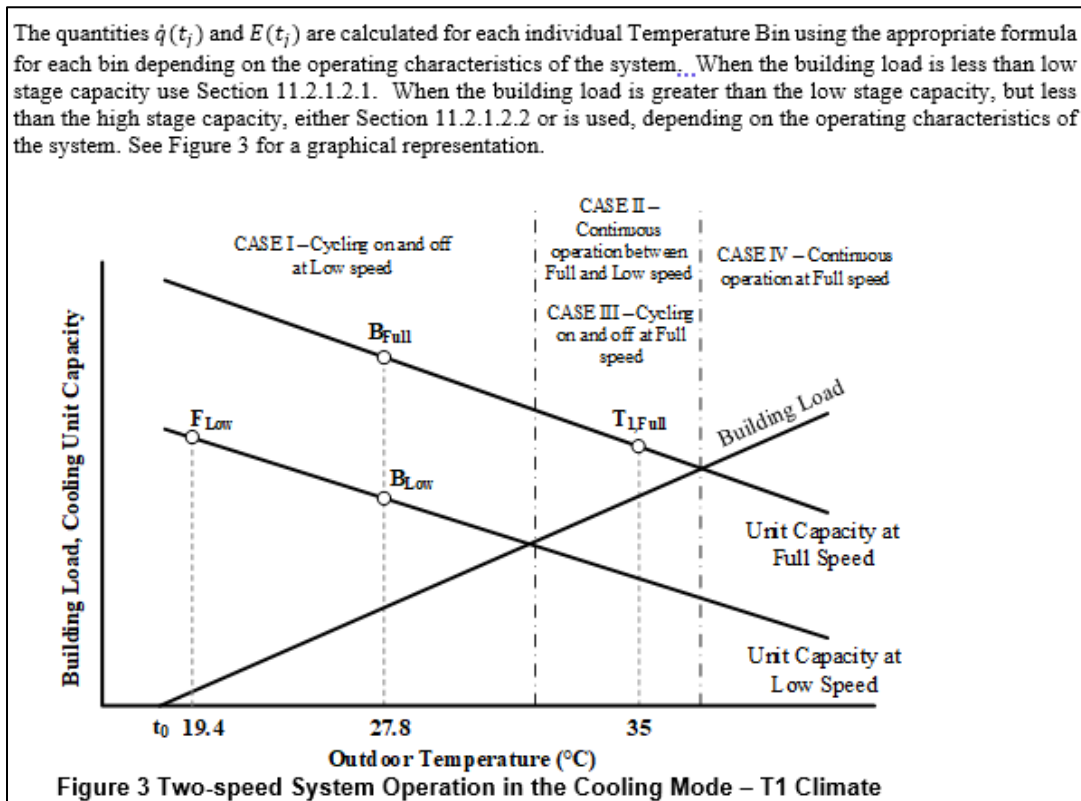 The quantities q̇(tⱼ) and E(tⱼ) are calculated for each individual Temperature Bin using the appropriate formula
for each bin depending on the operating characteristics of the system. When the building load is less than low
stage capacity use Section 11.2.1.2.1. When the building load is greater than the low stage capacity, but less
than the high stage capacity, either Section 11.2.1.2.2 or is used, depending on the operating characteristics of
the system. See Figure 3 for a graphical representation.
CASE I – Cycling on and off
at Low speed
CASE II –
Continuous
operation between
Full and Low speed
CASE III – Cycling
on and off at Full
speed
CASE IV – Continuous
operation at Full speed
Building Load, Cooling Unit Capacity
B_Full
F_Low
B_Low
T_1,Full
Building Load
Unit Capacity at
Full Speed
Unit Capacity at
Low Speed
t₀ 19.4 27.8 35
Outdoor Temperature (°C)
Figure 3 Two-speed System Operation in the Cooling Mode – T1 Climate